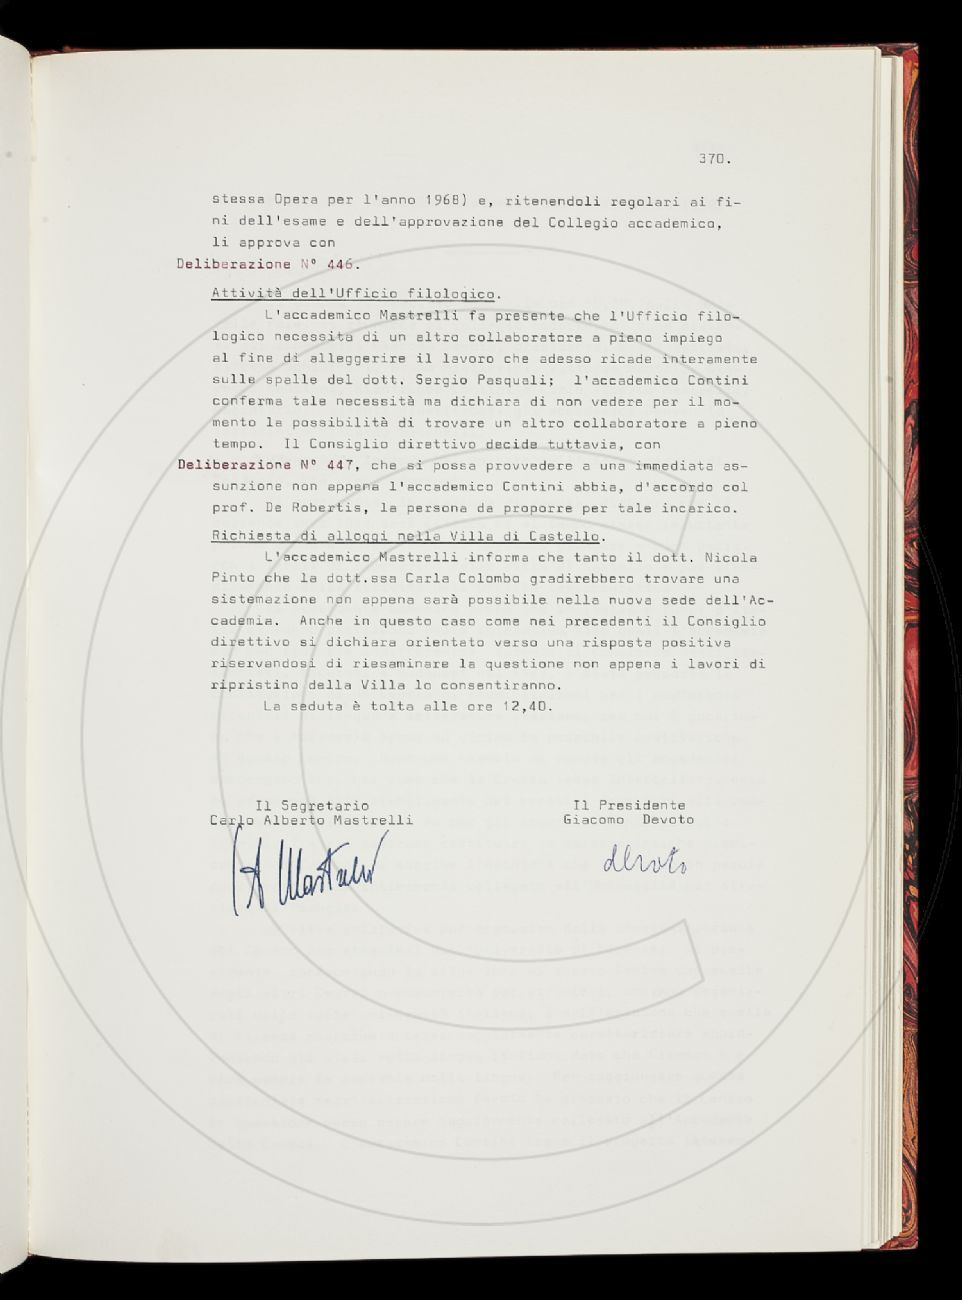 370.
stessa Opera per l'anno 1968) e, ritenendoli regolari ai fi-
ni dell'esame e dell'approvazione del Collegio accademico,
li approva con
Deliberazione N° 446.
Attività dell'Ufficio filologico.
L'accademico Mastrelli fa presente che l'Ufficio filo-
logico necessita di un altro collaboratore a pieno impiego
al fine di alleggerire il lavoro che adesso ricade interamente
sulle spalle del dott. Sergio Pasquali; l'accademico Contini
conferma tale necessità ma dichiara di non vedere per il mo-
mento la possibilità di trovare un altro collaboratore a pieno
tempo. Il Consiglio direttivo decide tuttavia, con
Deliberazione N° 447, che si possa provvedere a una immediata as-
sunzione non appena l'accademico Contini abbia, d'accordo col
prof. De Robertis, la persona da proporre per tale incarico.
Richiesta di alloggi nella Villa di Castello.
L'accademico Mastrelli informa che tanto il dott. Nicola
Pinto che la dott.ssa Carla Colombo gradirebbero trovare una
sistemazione non appena sarà possibile nella nuova sede dell'Ac-
cademia. Anche in questo caso come nei precedenti il Consiglio
direttivo si dichiara orientato verso una risposta positiva
riservandosi di riesaminare la questione non appena i lavori di
ripristino della Villa lo consentiranno.
La seduta è tolta alle ore 12,40.
Il Segretario
Carlo Alberto Mastrelli
Il Presidente
Giacomo Devoto
CA Mastrelli
devoto